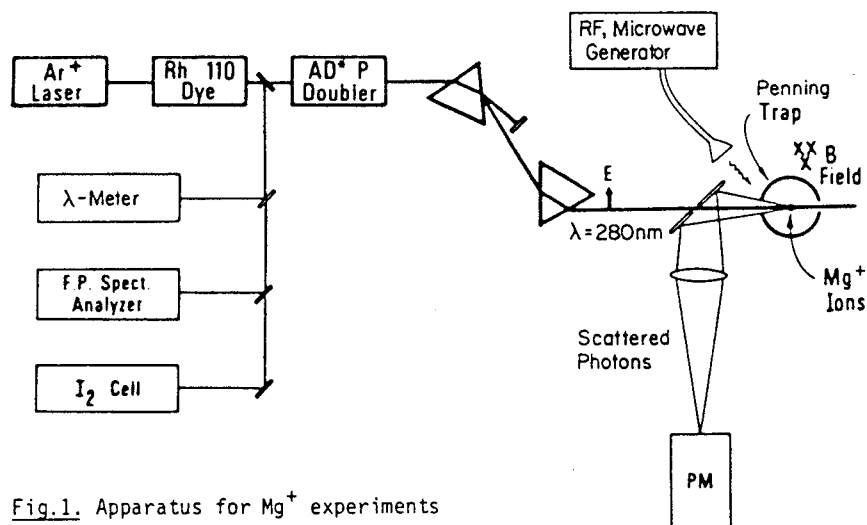 Ar+
Laser
Rh 110
Dye
AD* P
Doubler
RF, Microwave
Generator
Penning
Trap
xx
x B
Field
λ-Meter
E
λ=280nm
F.P. Spect.
Analyzer
Mg+
Ions
Scattered
Photons
I2 Cell
PM
Fig.1. Apparatus for Mg+ experiments